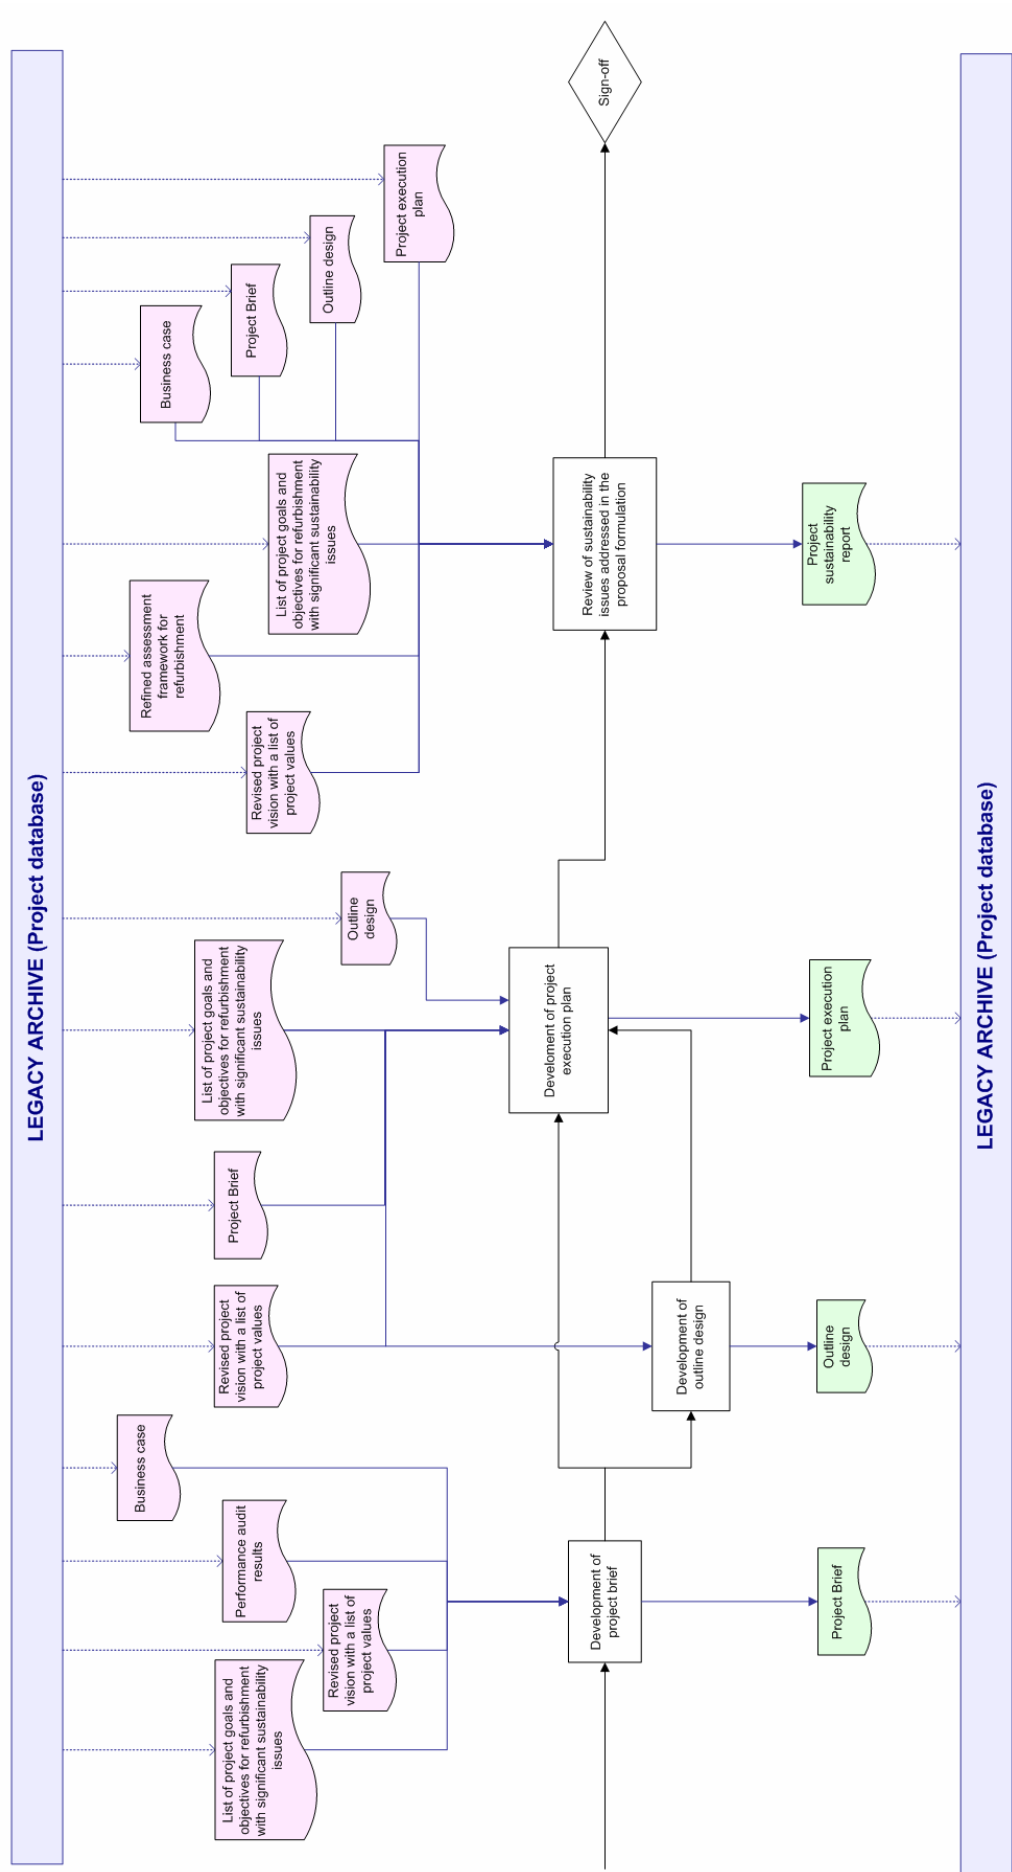 LEGACY ARCHIVE (Project database)
List of project goals and
objectives for refurbishment
with significant sustainability
issues
Revised project
vision with a list of
project values
Performance audit
results
Business case
Revised project
vision with a list of
project values
Project Brief
List of project goals and
objectives for refurbishment
with significant sustainability
issues
Outline
design
Revised project
vision with a list of
project values
Refined assessment
framework for
refurbishment
List of project goals and
objectives for refurbishment
with significant sustainability
issues
Business case
Project Brief
Outline design
Project execution
plan
Development of
project brief
Development of
outline design
Develoment of project
execution plan
Review of sustainability
issues addressed in the
proposal formulation
Sign-off
Project Brief
Outline
design
Project execution
plan
Project
sustainability
report
LEGACY ARCHIVE (Project database)